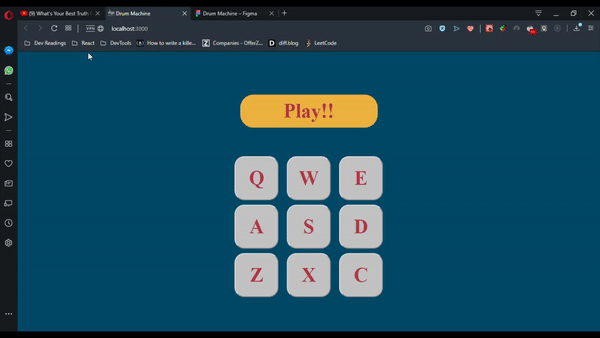 (9) What's Your Best Truth
Drum Machine
Drum Machine – Figma
VPN
localhost:3000
Dev Readings
React
DevTools
How to write a kille...
Companies - OfferZ...
diff.blog
LeetCode
Play!!
Q W E
A S D
Z X C